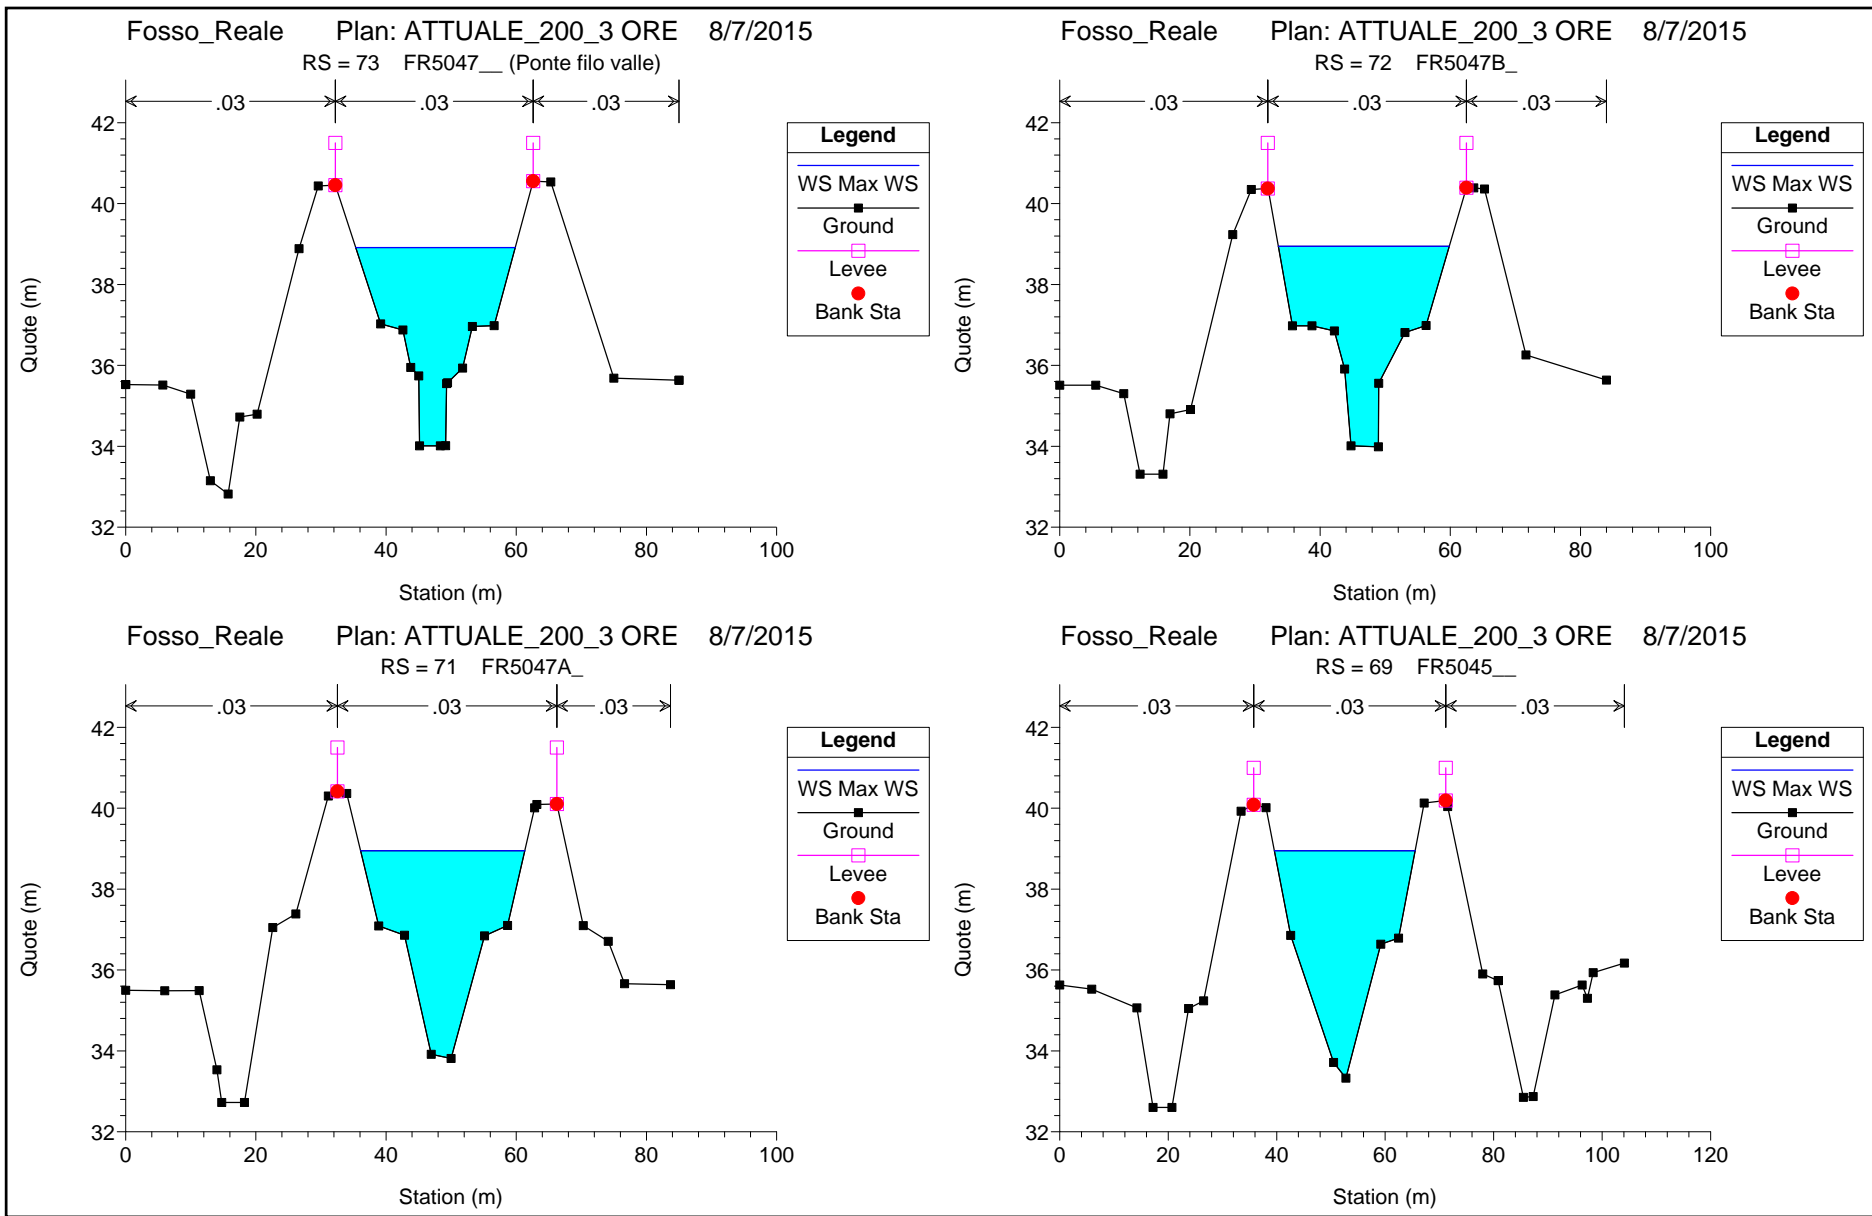 Fosso_Reale Plan: ATTUALE_200_3 ORE 8/7/2015
RS = 73 FR5047__ (Ponte filo valle)
.03 .03 .03
Legend
WS Max WS
Ground
Levee
Bank Sta
42
40
38
36
34
32
Quote (m)
0 20 40 60 80 100
Station (m)
Fosso_Reale Plan: ATTUALE_200_3 ORE 8/7/2015
RS = 72 FR5047B_
.03 .03 .03
Legend
WS Max WS
Ground
Levee
Bank Sta
42
40
38
36
34
32
Quote (m)
0 20 40 60 80 100
Station (m)
Fosso_Reale Plan: ATTUALE_200_3 ORE 8/7/2015
RS = 71 FR5047A_
.03 .03 .03
Legend
WS Max WS
Ground
Levee
Bank Sta
42
40
38
36
34
32
Quote (m)
0 20 40 60 80 100
Station (m)
Fosso_Reale Plan: ATTUALE_200_3 ORE 8/7/2015
RS = 69 FR5045__
.03 .03 .03
Legend
WS Max WS
Ground
Levee
Bank Sta
42
40
38
36
34
32
Quote (m)
0 20 40 60 80 100 120
Station (m)